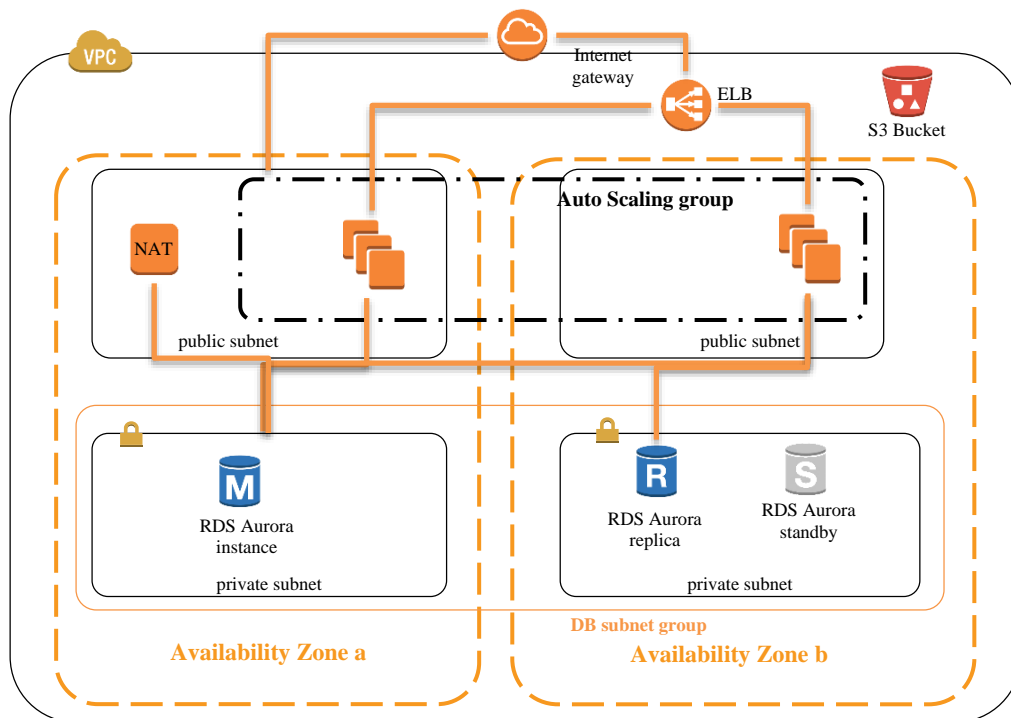 VPC
Internet
gateway
ELB
S3 Bucket
Auto Scaling group
NAT
public subnet
public subnet
M
R
S
RDS Aurora
instance
RDS Aurora
replica
RDS Aurora
standby
private subnet
private subnet
DB subnet group
Availability Zone a
Availability Zone b